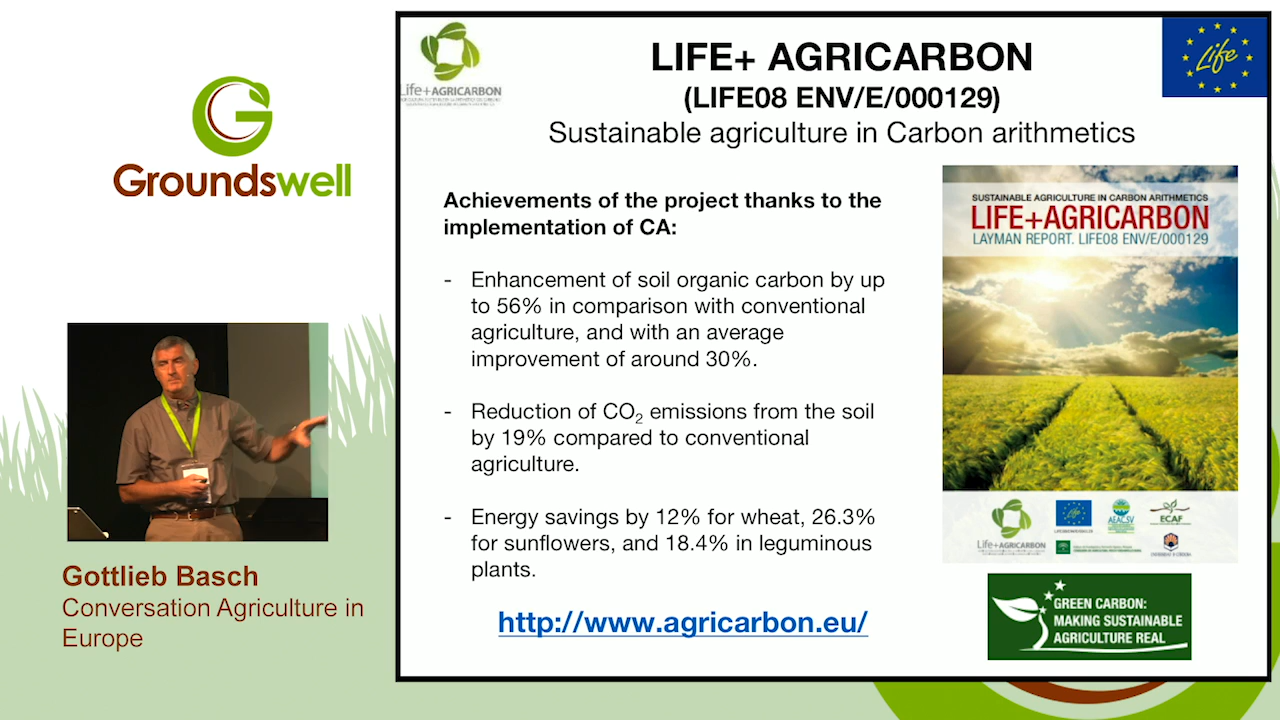 Groundswell
Gottlieb Basch
Conversation Agriculture in
Europe
Life+AGRICARBON
LIFE+ AGRICARBON
(LIFE08 ENV/E/000129)
Sustainable agriculture in Carbon arithmetics
Life
Achievements of the project thanks to the
implementation of CA:
- Enhancement of soil organic carbon by up
to 56% in comparison with conventional
agriculture, and with an average
improvement of around 30%.
- Reduction of CO₂ emissions from the soil
by 19% compared to conventional
agriculture.
- Energy savings by 12% for wheat, 26.3%
for sunflowers, and 18.4% in leguminous
plants.
http://www.agricarbon.eu/
SUSTAINABLE AGRICULTURE IN CARBON ARITHMETICS
LIFE+AGRICARBON
LAYMAN REPORT. LIFE08 ENV/E/000129
Life+AGRICARBON
AEAC.SV
ECAF
GREEN CARBON:
MAKING SUSTAINABLE
AGRICULTURE REAL